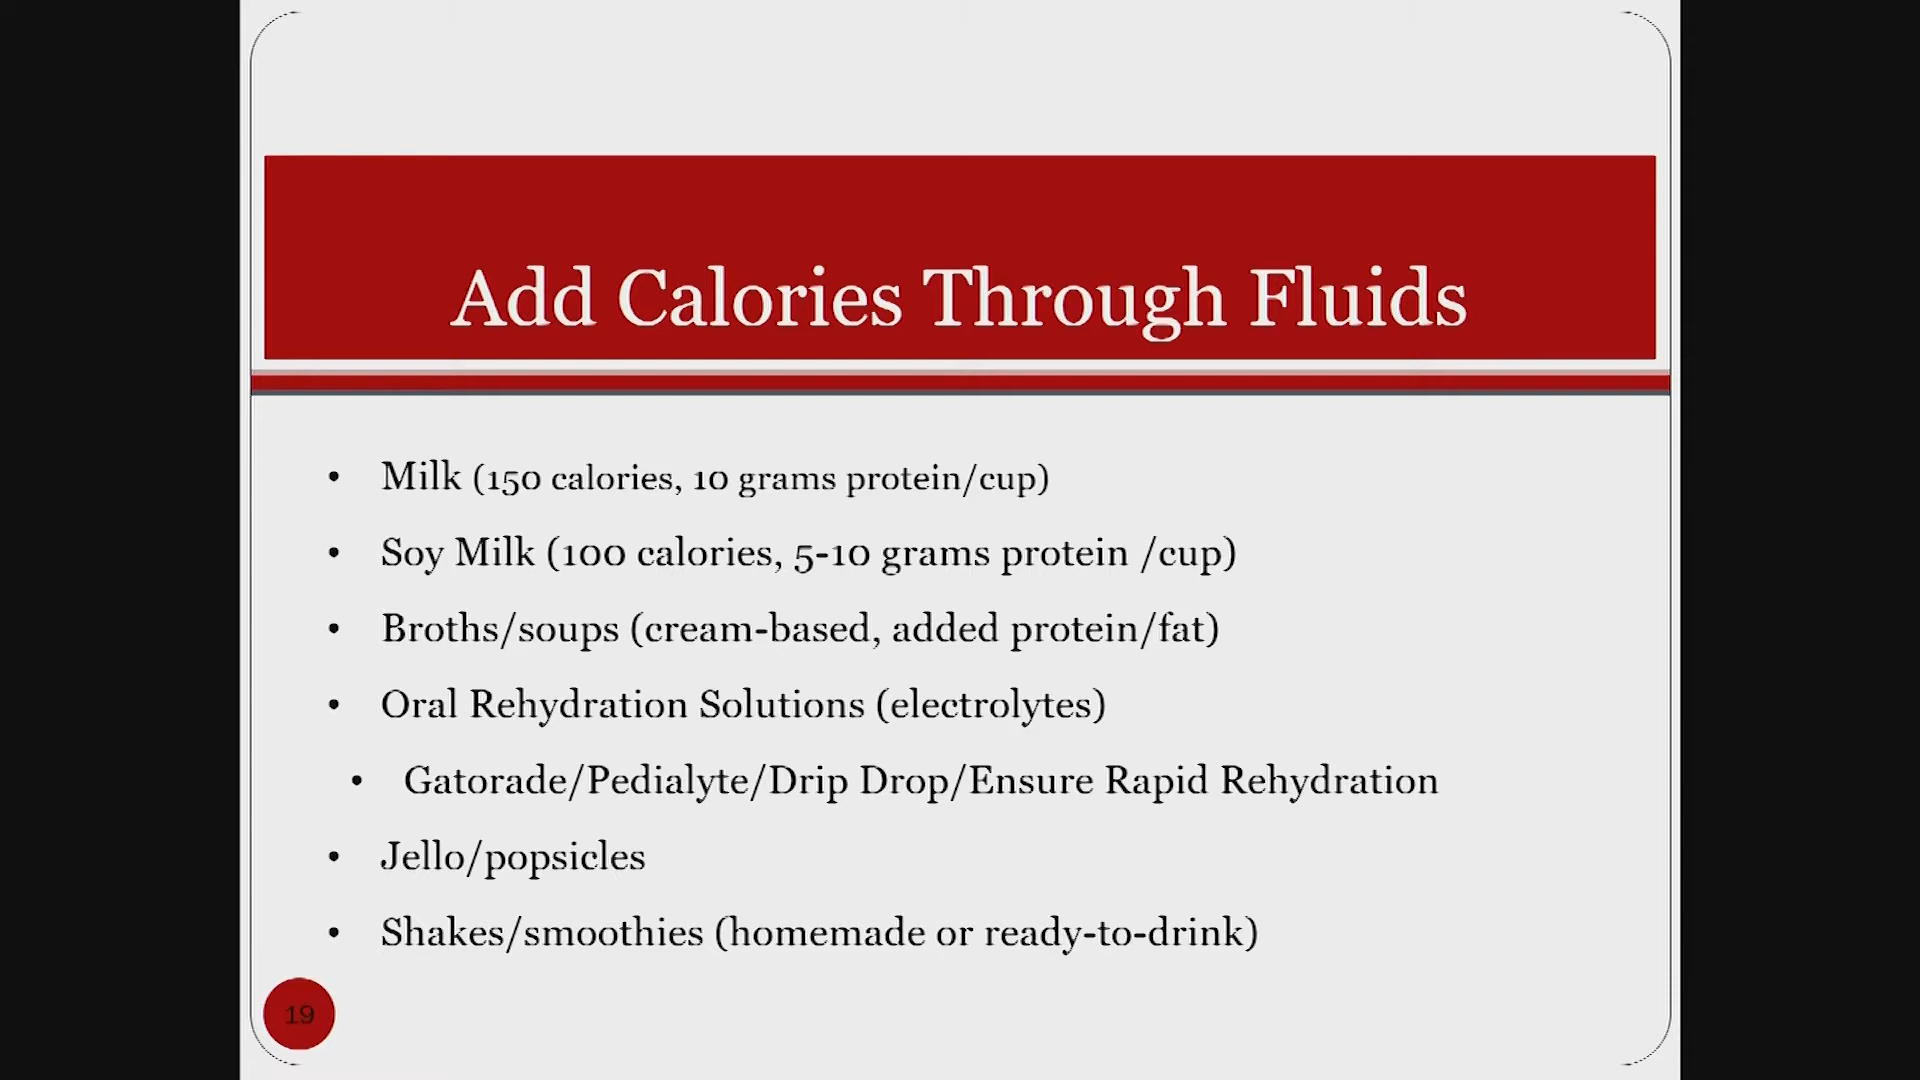 Add Calories Through Fluids
• Milk (150 calories, 10 grams protein/cup)
• Soy Milk (100 calories, 5-10 grams protein /cup)
• Broths/soups (cream-based, added protein/fat)
• Oral Rehydration Solutions (electrolytes)
• Gatorade/Pedialyte/Drip Drop/Ensure Rapid Rehydration
• Jello/popsicles
• Shakes/smoothies (homemade or ready-to-drink)
19